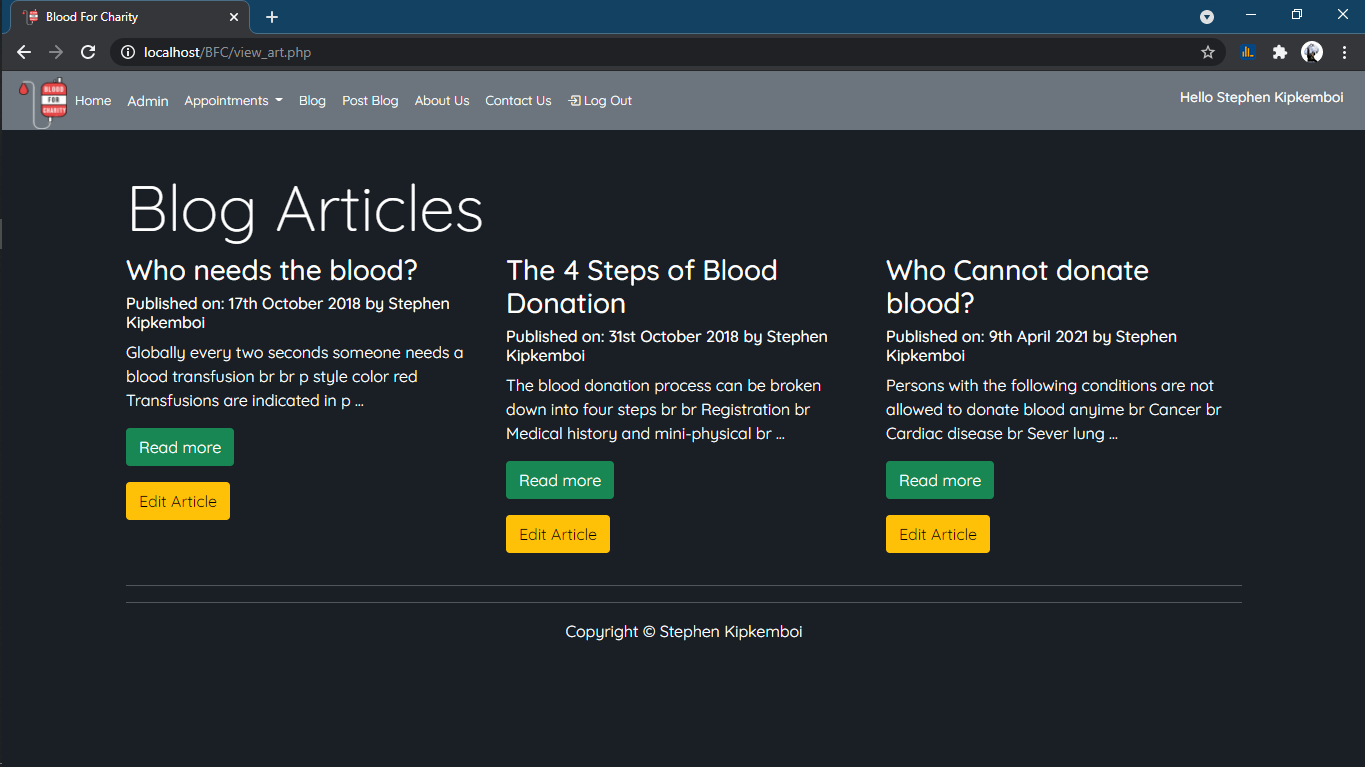 Blood For Charity
localhost/BFC/view_art.php
BLOOD
FOR
CHARITY
Home Admin Appointments Blog Post Blog About Us Contact Us Log Out
Hello Stephen Kipkemboi
Blog Articles
Who needs the blood?
Published on: 17th October 2018 by Stephen
Kipkemboi
Globally every two seconds someone needs a
blood transfusion br br p style color red
Transfusions are indicated in p ...
Read more
Edit Article
The 4 Steps of Blood
Donation
Published on: 31st October 2018 by Stephen
Kipkemboi
The blood donation process can be broken
down into four steps br br Registration br
Medical history and mini-physical br ...
Read more
Edit Article
Who Cannot donate
blood?
Published on: 9th April 2021 by Stephen
Kipkemboi
Persons with the following conditions are not
allowed to donate blood anyime br Cancer br
Cardiac disease br Sever lung ...
Read more
Edit Article
Copyright © Stephen Kipkemboi